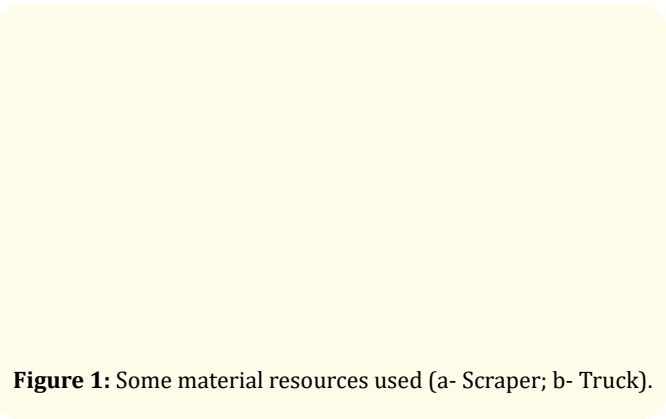 Figure 1: Some material resources used (a- Scraper; b- Truck).